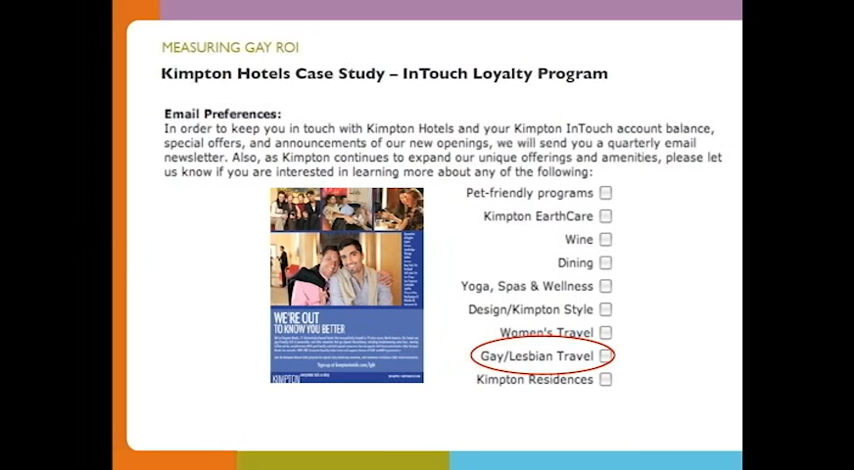 MEASURING GAY ROI
Kimpton Hotels Case Study – InTouch Loyalty Program
Email Preferences:
In order to keep you in touch with Kimpton Hotels and your Kimpton InTouch account balance,
special offers, and announcements of our new openings, we will send you a quarterly email
newsletter. Also, as Kimpton continues to expand our unique offerings and amenities, please let
us know if you are interested in learning more about any of the following:
Pet-friendly programs
Kimpton EarthCare
Wine
Dining
Yoga, Spas & Wellness
Design/Kimpton Style
Women's Travel
Gay/Lesbian Travel
Kimpton Residences
WE'RE OUT
TO KNOW YOU BETTER
KIMPTON